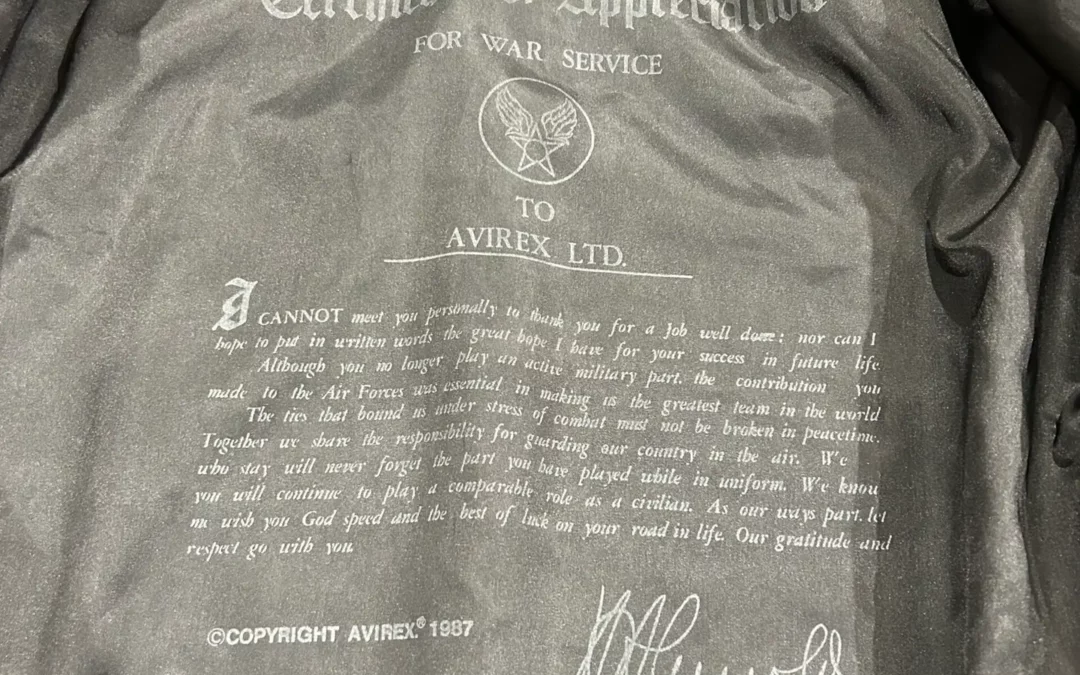 Certificate of Appreciation
FOR WAR SERVICE
TO
AVIREX LTD.
I CANNOT meet you personally to thank you for a job well done; nor can I
hope to put in written words the great hope I have for your success in future life.
Although you no longer play an active military part, the contribution you
made to the Air Forces was essential in making us the greatest team in the world
The ties that bound us under stress of combat must not be broken in peacetime.
Together we share the responsibility for guarding our country in the air. We
who stay will never forget the part you have played while in uniform. We know
you will continue to play a comparable role as a civilian. As our ways part, let
me wish you God speed and the best of luck on your road in life. Our gratitude and
respect go with you.
©COPYRIGHT AVIREX® 1987